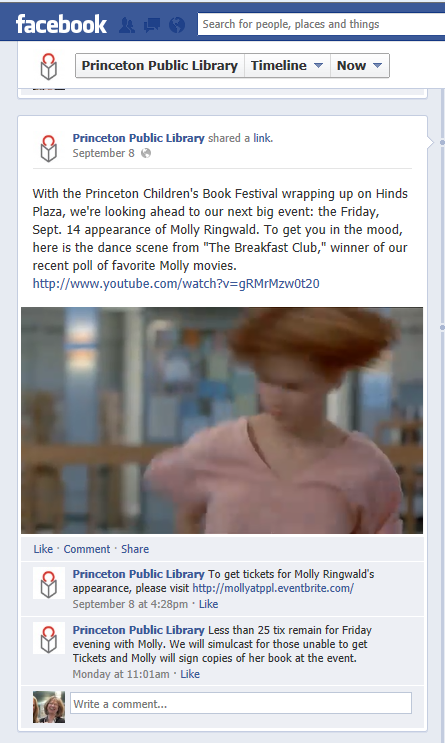 facebook
Search for people, places and things
Princeton Public Library
Timeline
Now
Princeton Public Library shared a link.
September 8
With the Princeton Children's Book Festival wrapping up on Hinds
Plaza, we're looking ahead to our next big event: the Friday,
Sept. 14 appearance of Molly Ringwald. To get you in the mood,
here is the dance scene from "The Breakfast Club," winner of our
recent poll of favorite Molly movies.
http://www.youtube.com/watch?v=gRMrMzw0t20
Like · Comment · Share
Princeton Public Library To get tickets for Molly Ringwald's
appearance, please visit http://mollyatppl.eventbrite.com/
September 8 at 4:28pm · Like
Princeton Public Library Less than 25 tix remain for Friday
evening with Molly. We will simulcast for those unable to get
Tickets and Molly will sign copies of her book at the event.
Monday at 11:01am · Like
Write a comment...